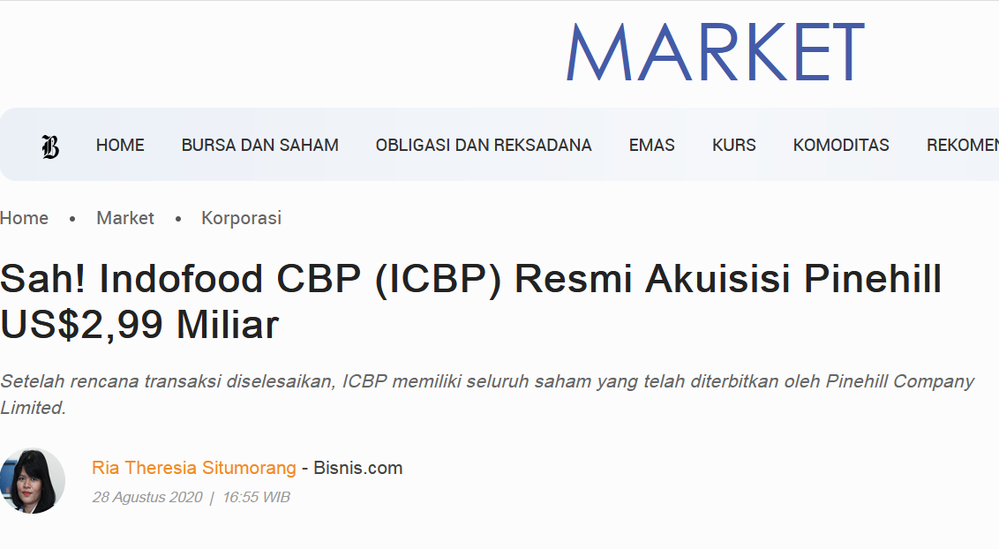 MARKET
B HOME BURSA DAN SAHAM OBLIGASI DAN REKSADANA EMAS KURS KOMODITAS REKOMEN
Home • Market • Korporasi
Sah! Indofood CBP (ICBP) Resmi Akuisisi Pinehill
US$2,99 Miliar
Setelah rencana transaksi diselesaikan, ICBP memiliki seluruh saham yang telah diterbitkan oleh Pinehill Company
Limited.
Ria Theresia Situmorang - Bisnis.com
28 Agustus 2020 | 16:55 WIB